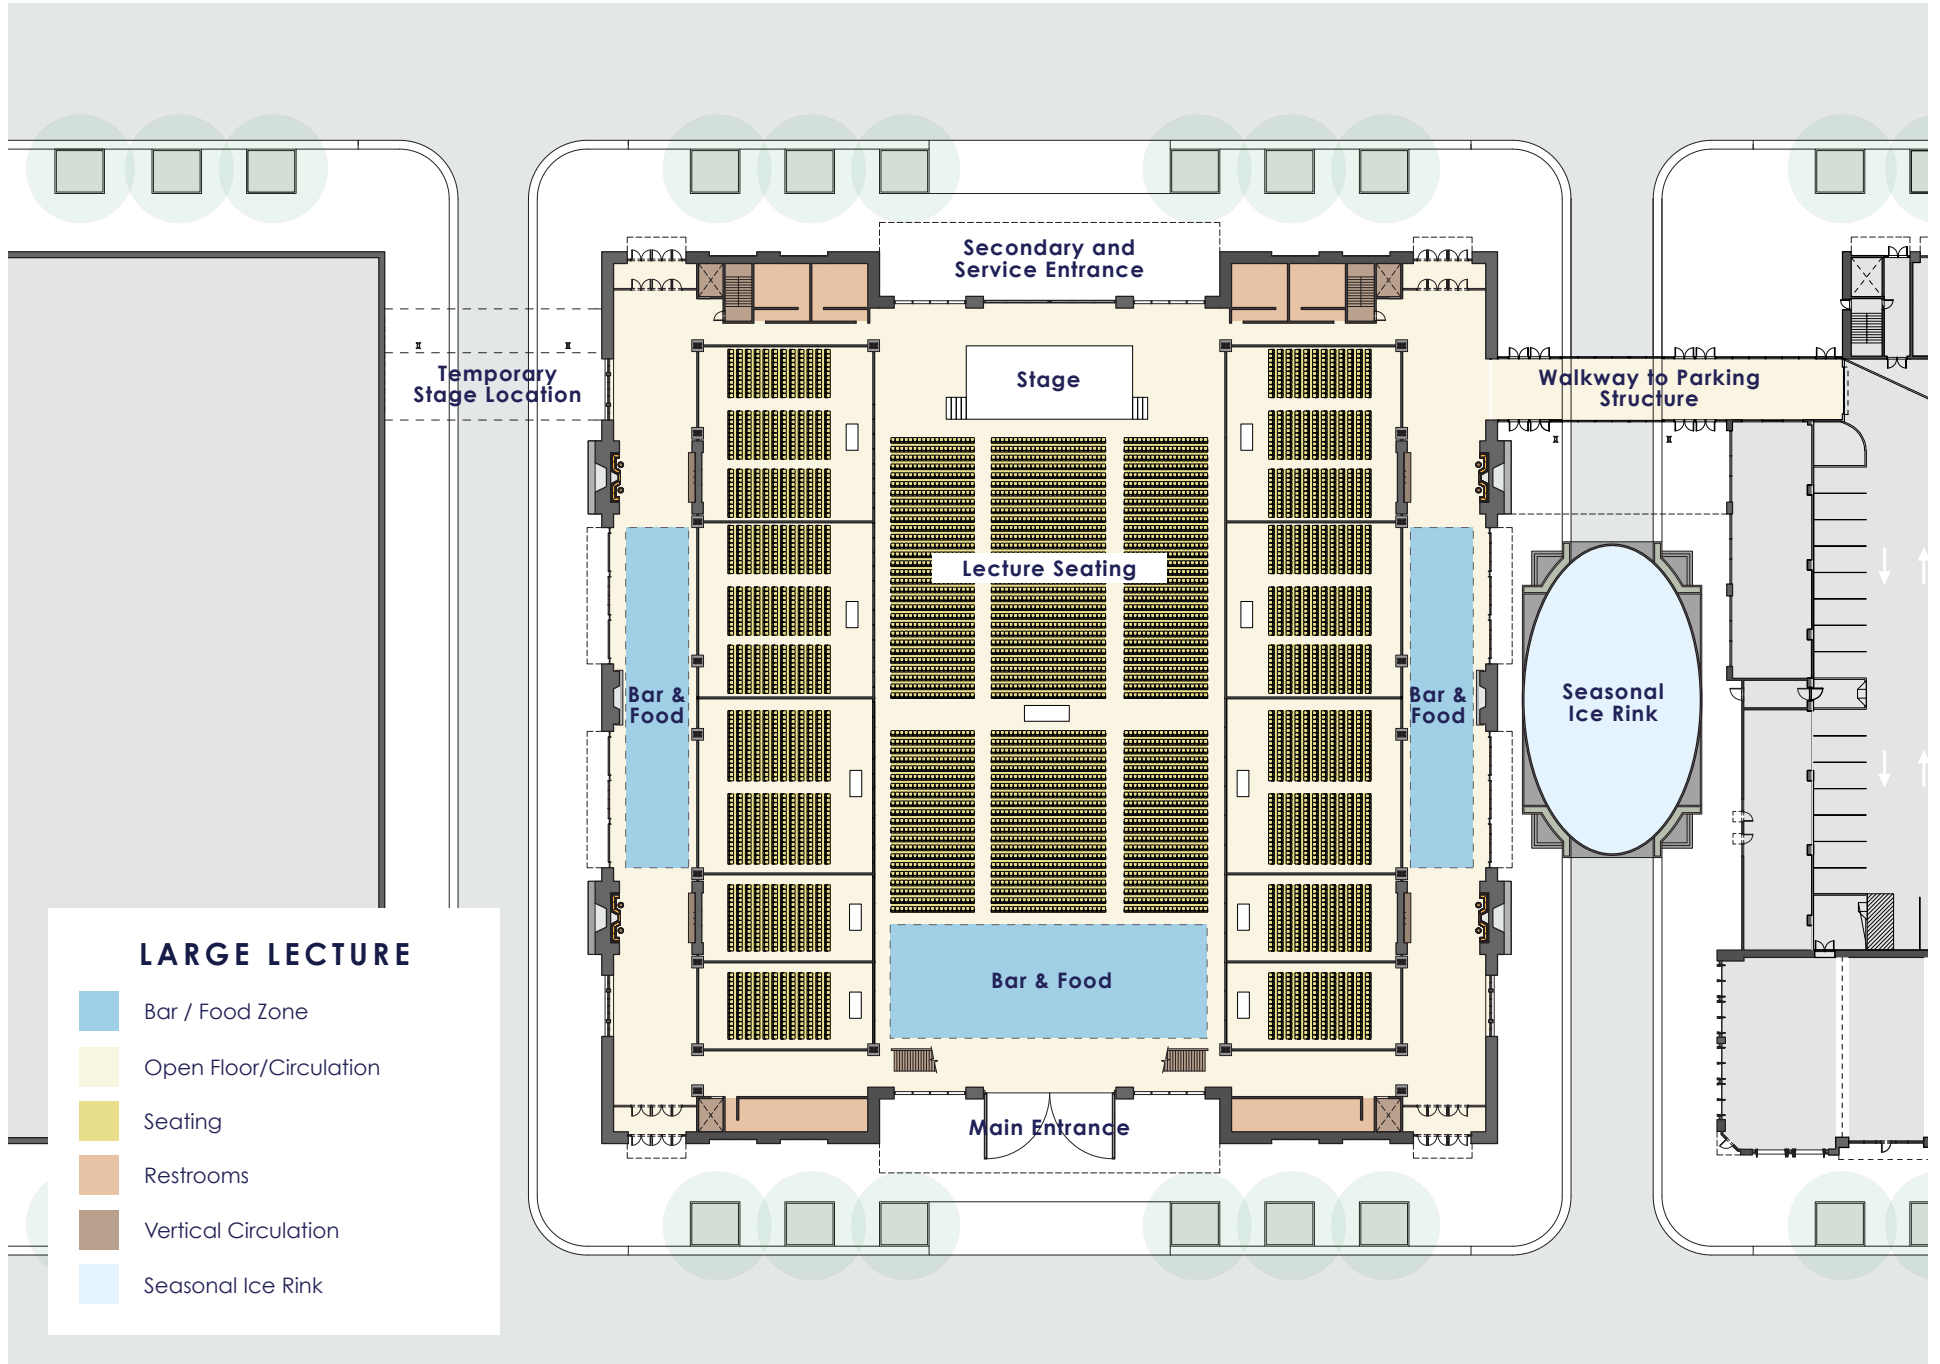 Secondary and
Service Entrance
Temporary
Stage Location
Stage
Walkway to Parking
Structure
Lecture Seating
Bar &
Food
Bar &
Food
Seasonal
Ice Rink
Bar & Food
Main Entrance
LARGE LECTURE
Bar / Food Zone
Open Floor/Circulation
Seating
Restrooms
Vertical Circulation
Seasonal Ice Rink